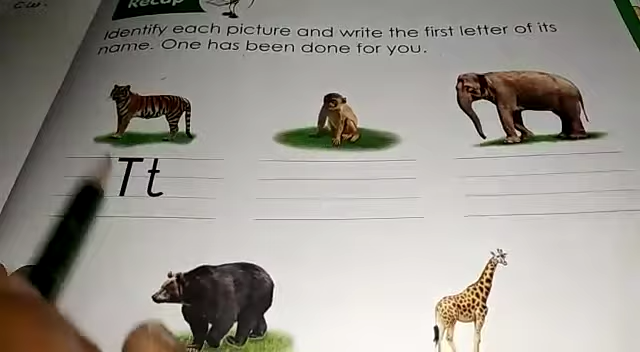 c.w.
Recap
Identify each picture and write the first letter of its
name. One has been done for you.
Tt